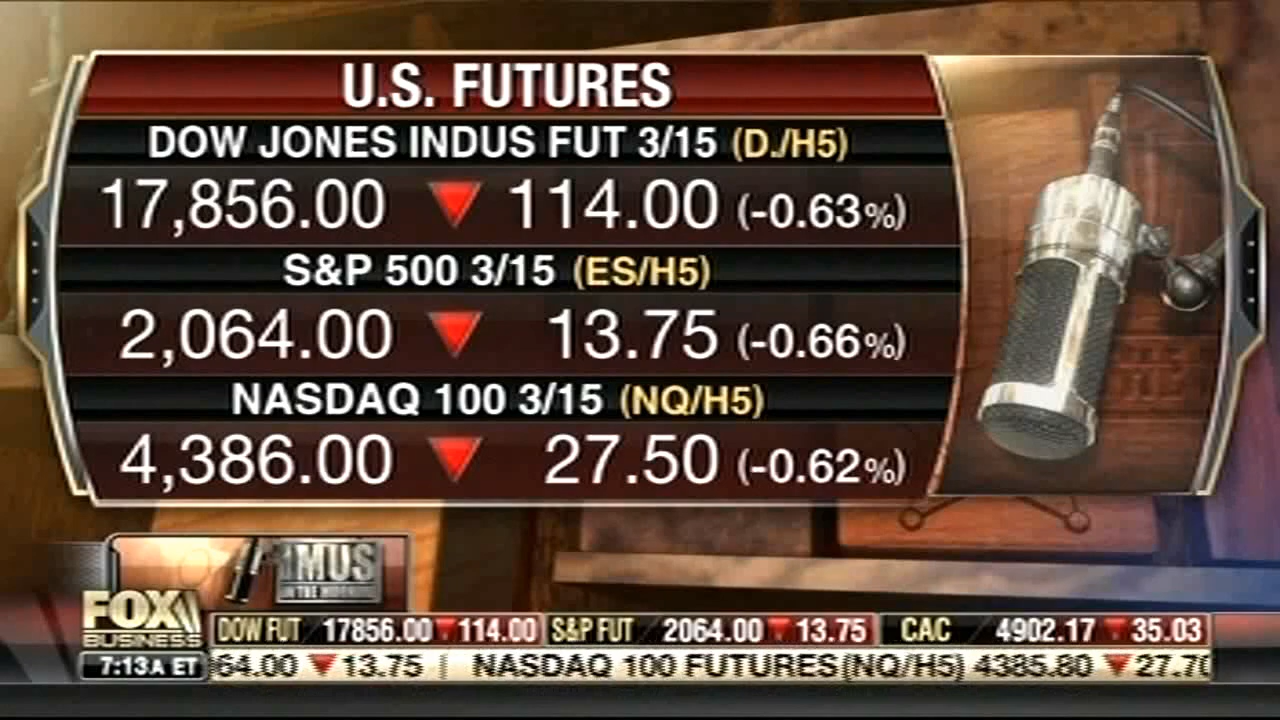 U.S. FUTURES
DOW JONES INDUS FUT 3/15 (D./H5)
17,856.00 ▼ 114.00 (-0.63%)
S&P 500 3/15 (ES/H5)
2,064.00 ▼ 13.75 (-0.66%)
NASDAQ 100 3/15 (NQ/H5)
4,386.00 ▼ 27.50 (-0.62%)
IMUS
IN THE MORNING
FOX
BUSINESS
DOW FUT 17856.00 ▼ 114.00 S&P FUT 2064.00 ▼ 13.75 CAC 4902.17 ▼ 35.03
7:13A ET
64.00 ▼ 13.75 | NASDAQ 100 FUTURES(NQ/H5) 4385.80 ▼ 27.70